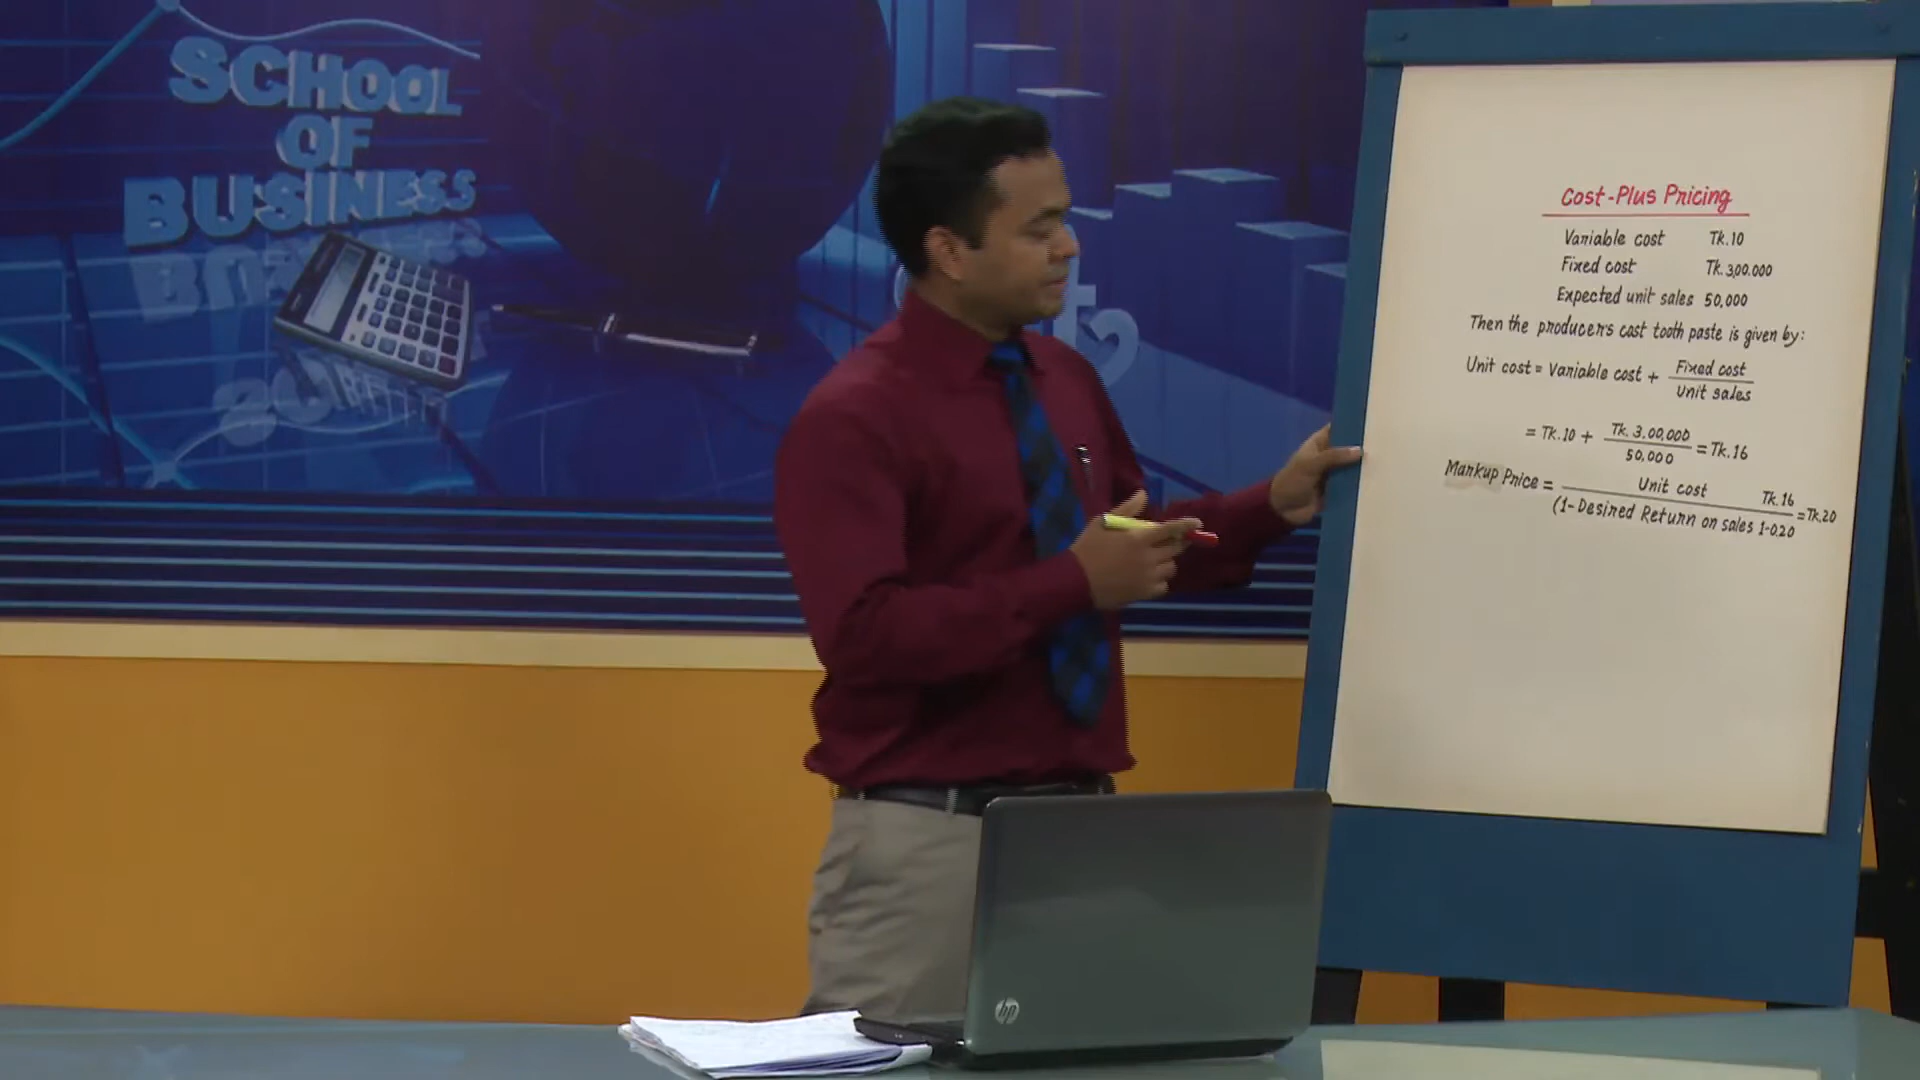 SCHOOL
OF
BUSINESS
Cost-Plus Pricing
Variable cost Tk.10
Fixed cost Tk.3,00.000
Expected unit sales 50,000
Then the producer's cost tooth paste is given by:
Unit cost = Variable cost + Fixed cost / Unit sales
= Tk.10 + Tk. 3.00,000 / 50,000 = Tk.16
Markup Price = Unit cost Tk.16 / (1-Desired Return on sales 1-0.20 = Tk.20
hp